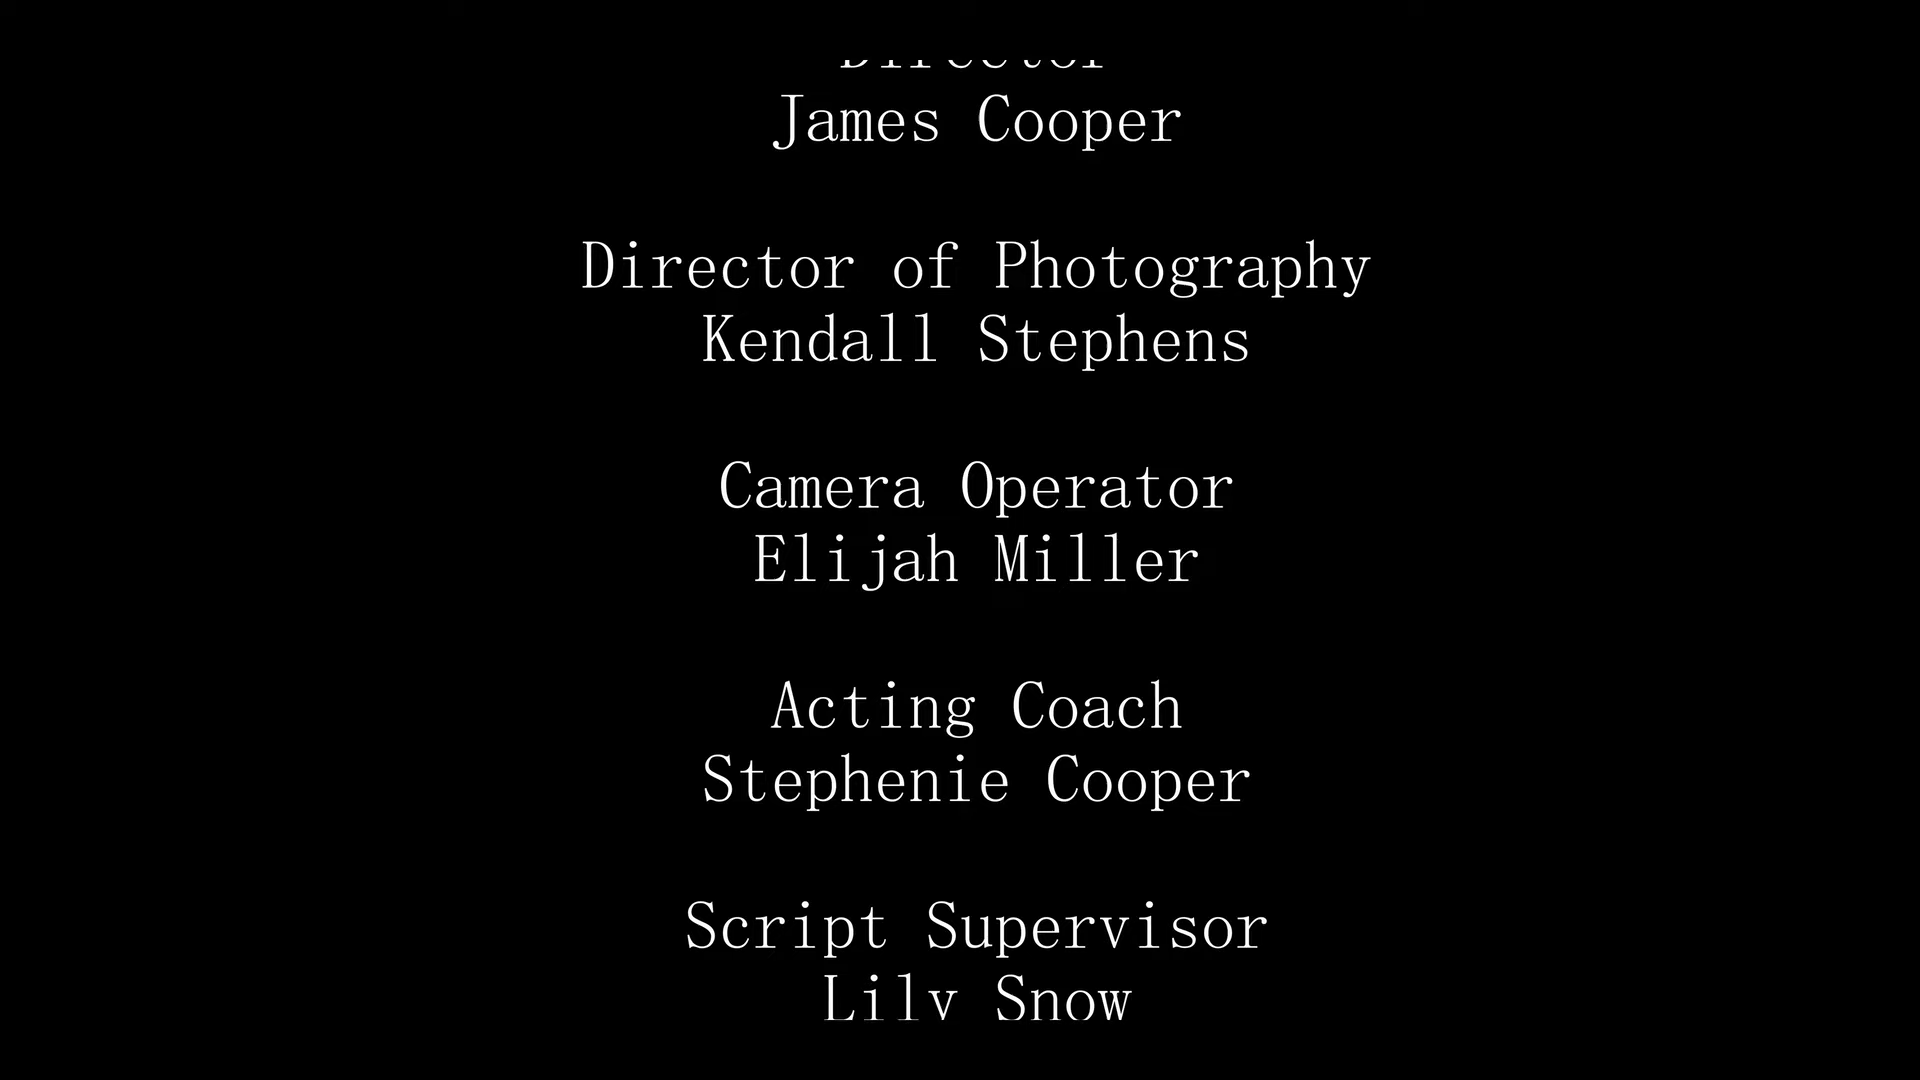 Director
James Cooper
Director of Photography
Kendall Stephens
Camera Operator
Elijah Miller
Acting Coach
Stephenie Cooper
Script Supervisor
Lily Snow